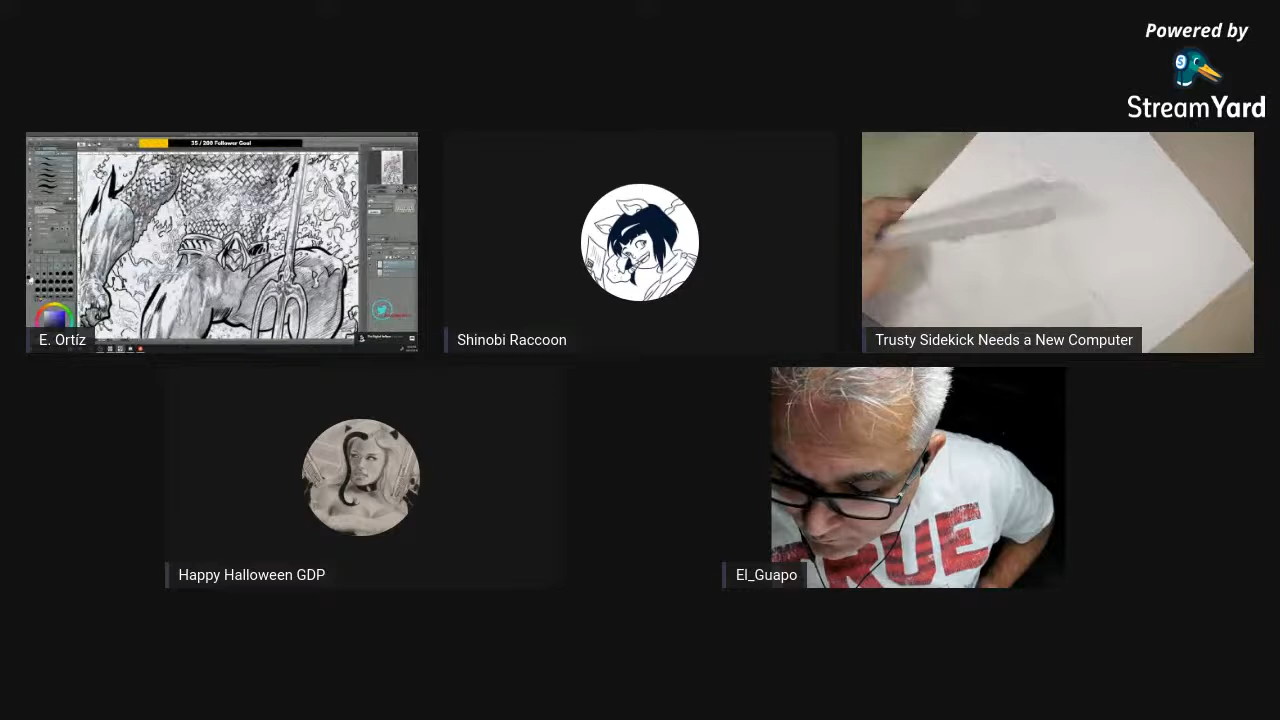 Powered by
StreamYard
35 / 200 Follower Goal
E. Ortíz
Shinobi Raccoon
Trusty Sidekick Needs a New Computer
Happy Halloween GDP
El_Guapo
RUE